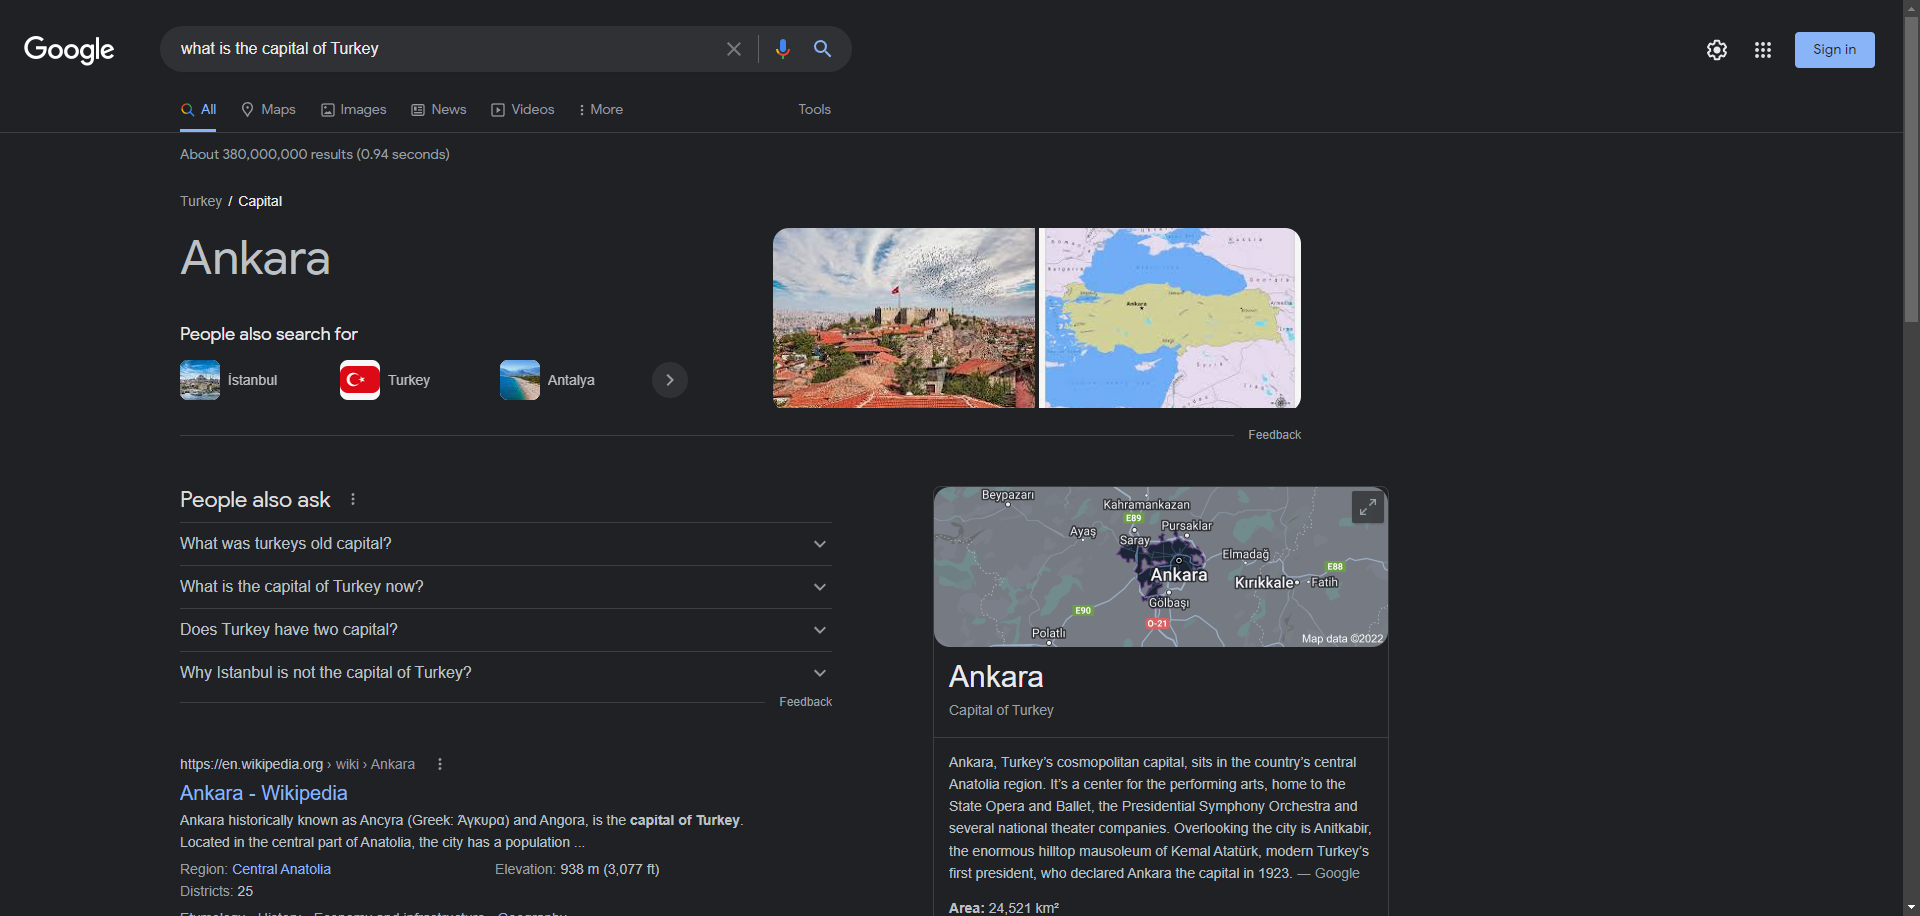 Google
what is the capital of Turkey
Sign in
All
Maps
Images
News
Videos
More
Tools
About 380,000,000 results (0.94 seconds)
Turkey / Capital
Ankara
People also search for
İstanbul
Turkey
Antalya
Ankara
Russia
Bulgaria
Georgia
Syria
Feedback
People also ask
What was turkeys old capital?
What is the capital of Turkey now?
Does Turkey have two capital?
Why Istanbul is not the capital of Turkey?
Feedback
https://en.wikipedia.org › wiki › Ankara
Ankara - Wikipedia
Ankara historically known as Ancyra (Greek: Άγκυρα) and Angora, is the capital of Turkey.
Located in the central part of Anatolia, the city has a population ...
Region: Central Anatolia
Elevation: 938 m (3,077 ft)
Districts: 25
Beypazarı
Kahramankazan
E89
Ayaş
Pursaklar
Saray
Elmadağ
Ankara
E88
Kırıkkale
Fatih
Gölbaşı
E90
O-21
Polatlı
Map data ©2022
Ankara
Capital of Turkey
Ankara, Turkey’s cosmopolitan capital, sits in the country’s central
Anatolia region. It’s a center for the performing arts, home to the
State Opera and Ballet, the Presidential Symphony Orchestra and
several national theater companies. Overlooking the city is Anitkabir,
the enormous hilltop mausoleum of Kemal Atatürk, modern Turkey’s
first president, who declared Ankara the capital in 1923. — Google
Area: 24,521 km²